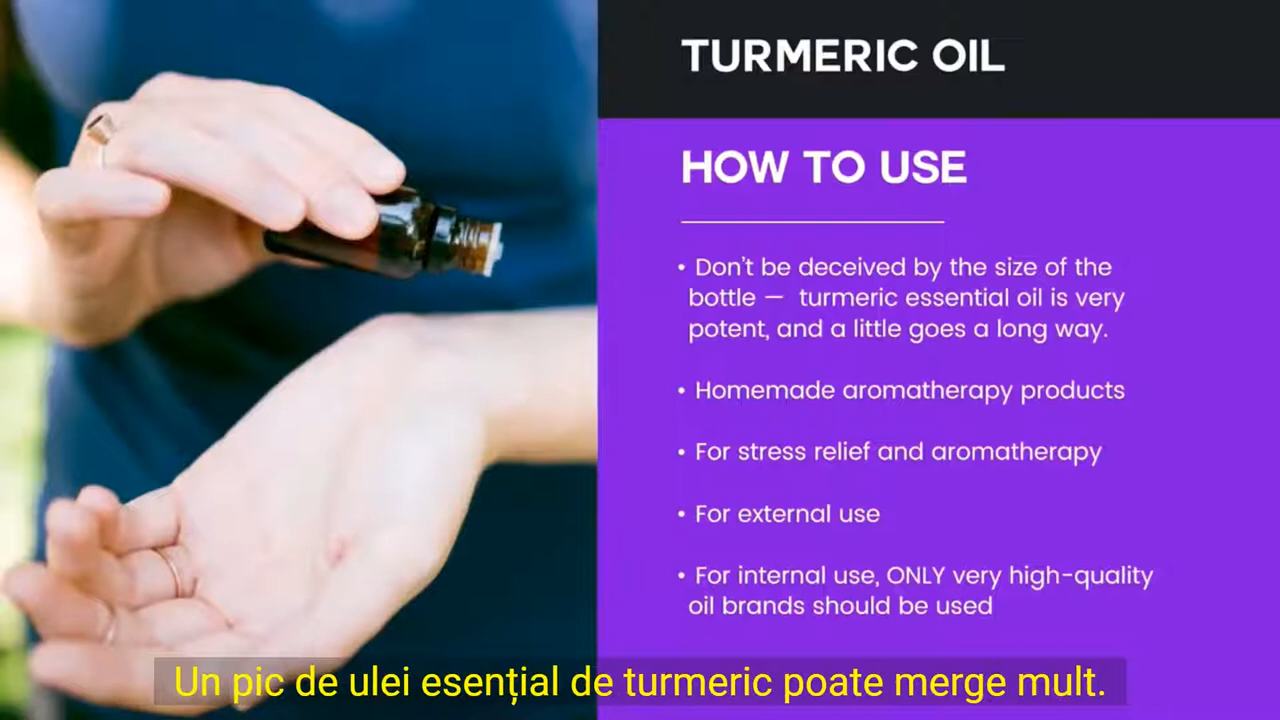 TURMERIC OIL
HOW TO USE
• Don't be deceived by the size of the
bottle — turmeric essential oil is very
potent, and a little goes a long way.
• Homemade aromatherapy products
• For stress relief and aromatherapy
• For external use
• For internal use, ONLY very high-quality
oil brands should be used
Un pic de ulei esențial de turmeric poate merge mult.